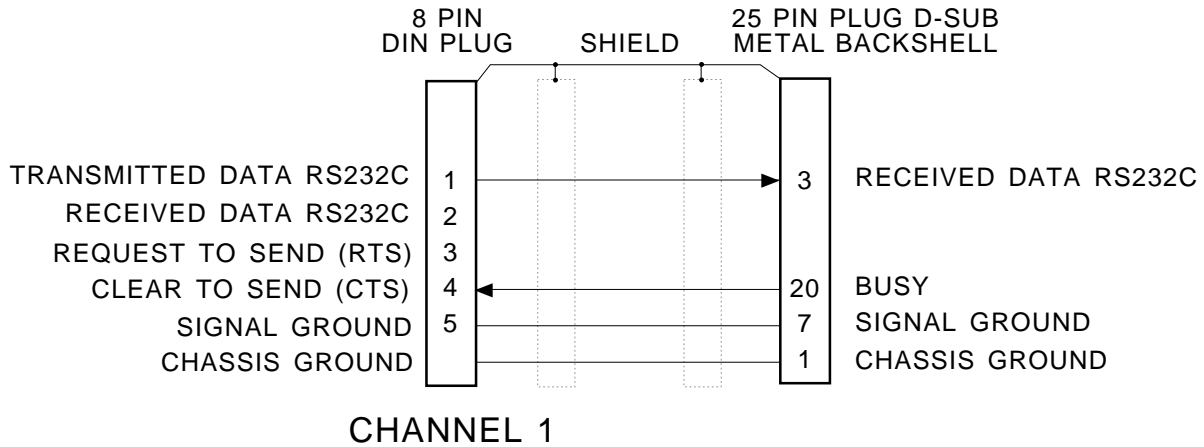 8 PIN
DIN PLUG
SHIELD
25 PIN PLUG D-SUB
METAL BACKSHELL
TRANSMITTED DATA RS232C 1 3 RECEIVED DATA RS232C
RECEIVED DATA RS232C 2
REQUEST TO SEND (RTS) 3
CLEAR TO SEND (CTS) 4 20 BUSY
SIGNAL GROUND 5 7 SIGNAL GROUND
CHASSIS GROUND 1 CHASSIS GROUND
CHANNEL 1